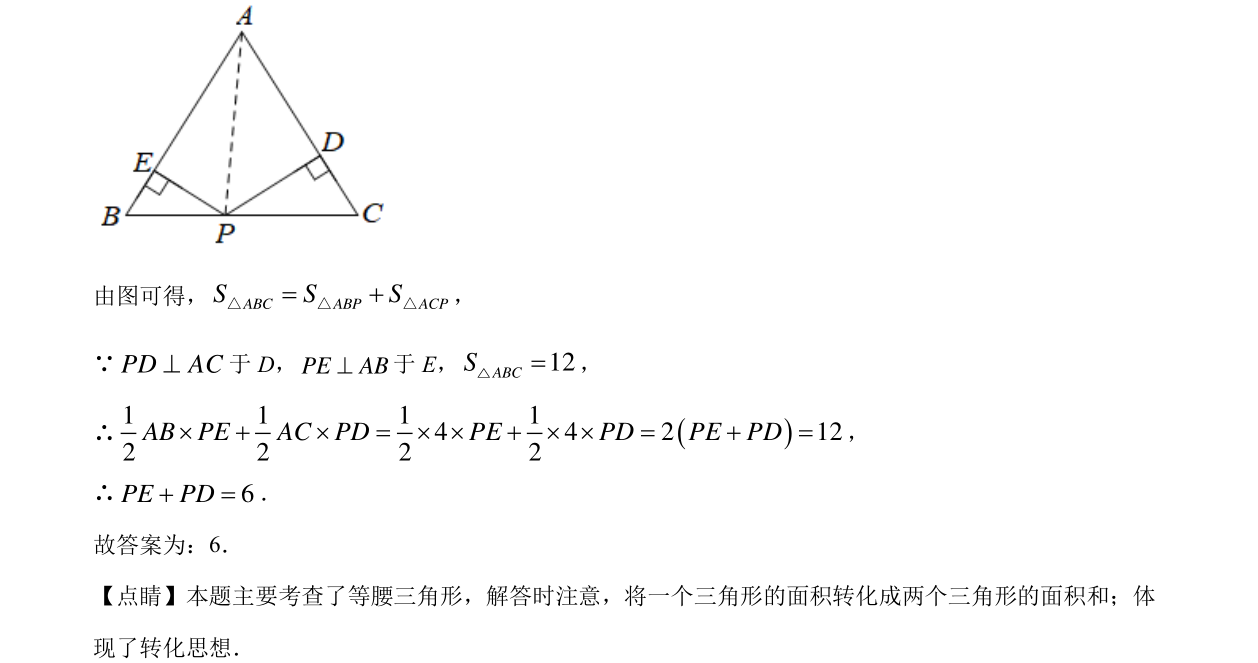 A
E
D
B
P
C
由图可得，S△ABC = S△ABP + S△ACP，
∵ PD ⊥ AC 于 D，PE ⊥ AB 于 E，S△ABC = 12，
∴ 1/2 AB × PE + 1/2 AC × PD = 1/2 × 4 × PE + 1/2 × 4 × PD = 2(PE + PD) = 12，
∴ PE + PD = 6．
故答案为：6．
【点睛】本题主要考查了等腰三角形，解答时注意，将一个三角形的面积转化成两个三角形的面积和；体
现了转化思想．